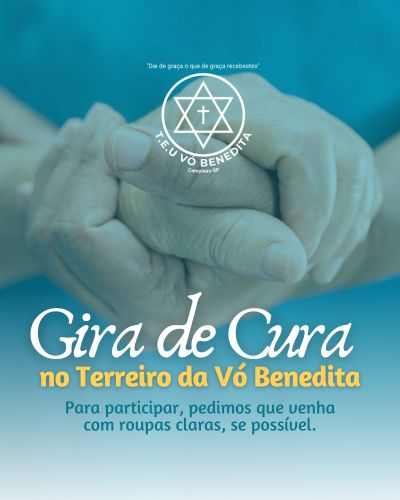 "Dai de graça o que de graça recebestes"
T.E.U VÓ BENEDITA
Campinas-SP
Gira de Cura
no Terreiro da Vó Benedita
Para participar, pedimos que venha
com roupas claras, se possível.